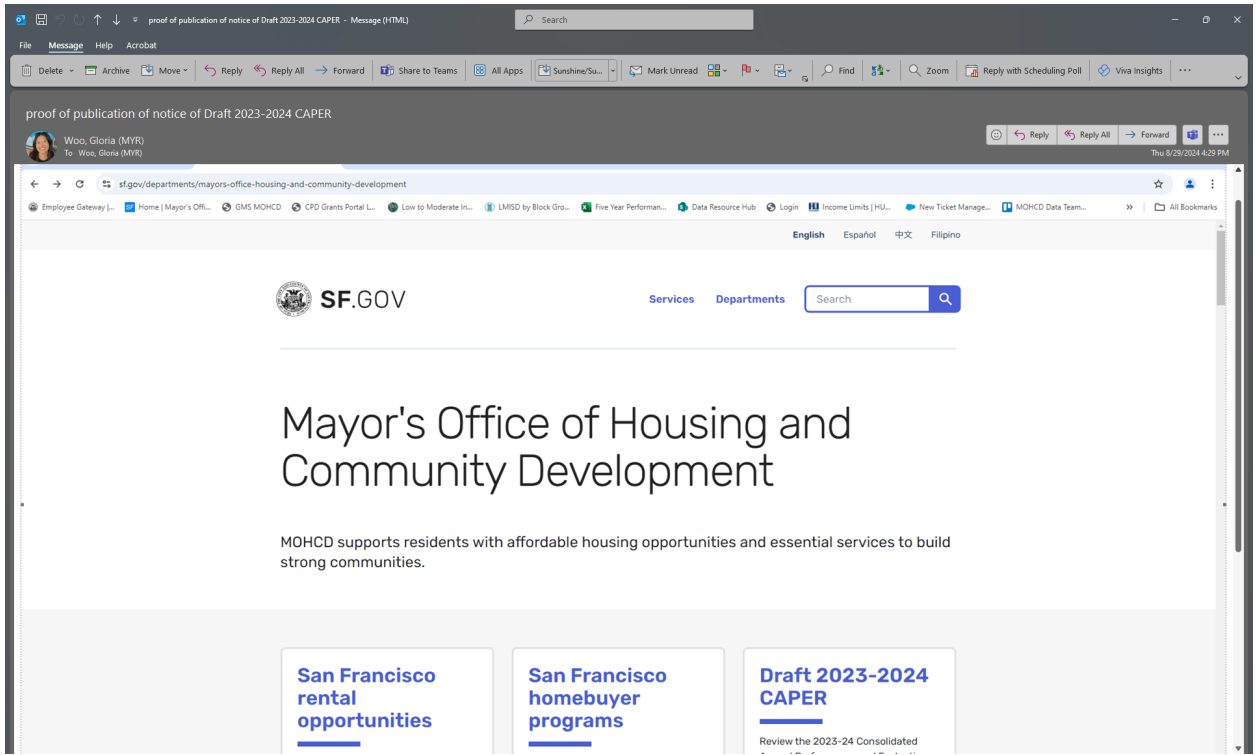 proof of publication of notice of Draft 2023-2024 CAPER - Message (HTML)
Search
File Message Help Acrobat
Delete Archive Move Reply Reply All Forward Share to Teams All Apps Sunshine/Su... Mark Unread Find Zoom Reply with Scheduling Poll Viva Insights ...
proof of publication of notice of Draft 2023-2024 CAPER
Woo, Gloria (MYR)
To Woo, Gloria (MYR)
Reply Reply All Forward ...
Thu 8/29/2024 4:29 PM
sf.gov/departments/mayors-office-housing-and-community-development
Employee Gateway |... Home | Mayor's Offi... GMS MOHCD CPD Grants Portal L... Low to Moderate In... LMISD by Block Gro... Five Year Performan... Data Resource Hub Login Income Limits | HU... New Ticket Manage... MOHCD Data Team... » All Bookmarks
English Español 中文 Filipino
SF.GOV
Services Departments Search
Mayor's Office of Housing and
Community Development
MOHCD supports residents with affordable housing opportunities and essential services to build
strong communities.
San Francisco
rental
opportunities
San Francisco
homebuyer
programs
Draft 2023-2024
CAPER
Review the 2023-24 Consolidated